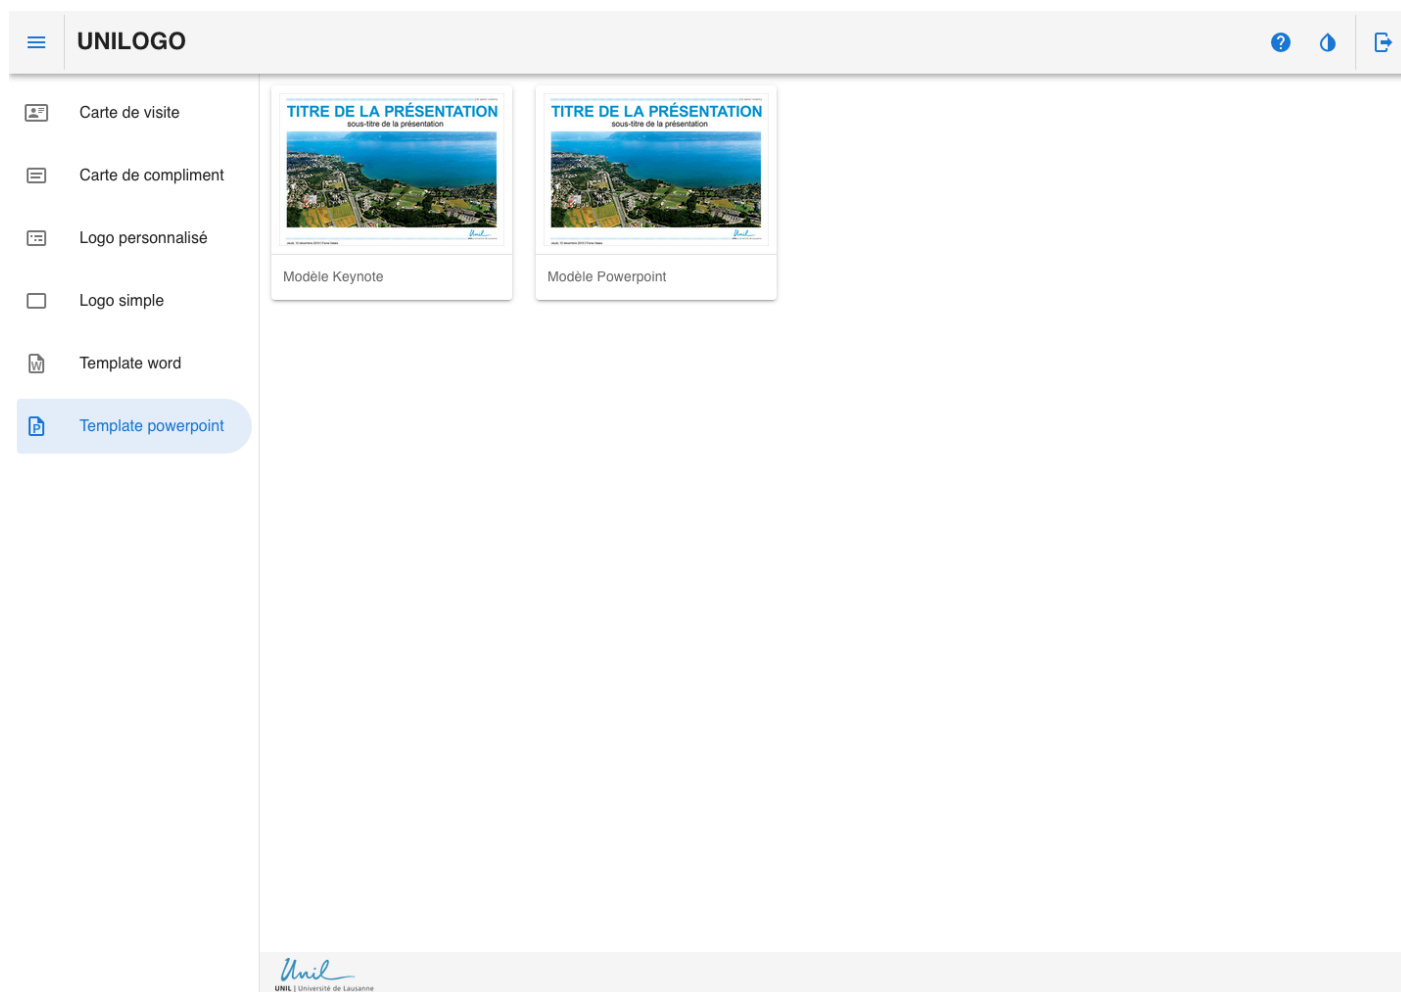 UNILOGO
Carte de visite
Carte de compliment
Logo personnalisé
Logo simple
Template word
Template powerpoint
TITRE DE LA PRÉSENTATION
sous-titre de la présentation
Unil
Modèle Keynote
TITRE DE LA PRÉSENTATION
sous-titre de la présentation
Unil
Modèle Powerpoint
Unil
UNIL | Université de Lausanne